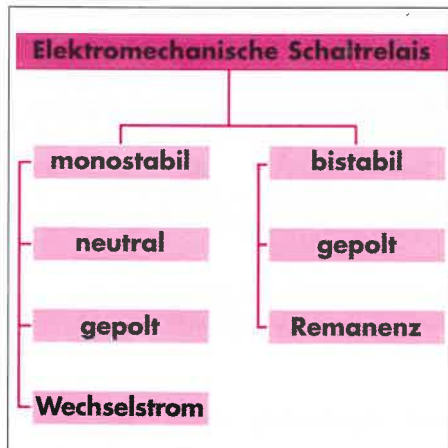 Elektromechanische Schaltrelais
monostabil
neutral
gepolt
Wechselstrom
bistabil
gepolt
Remanenz